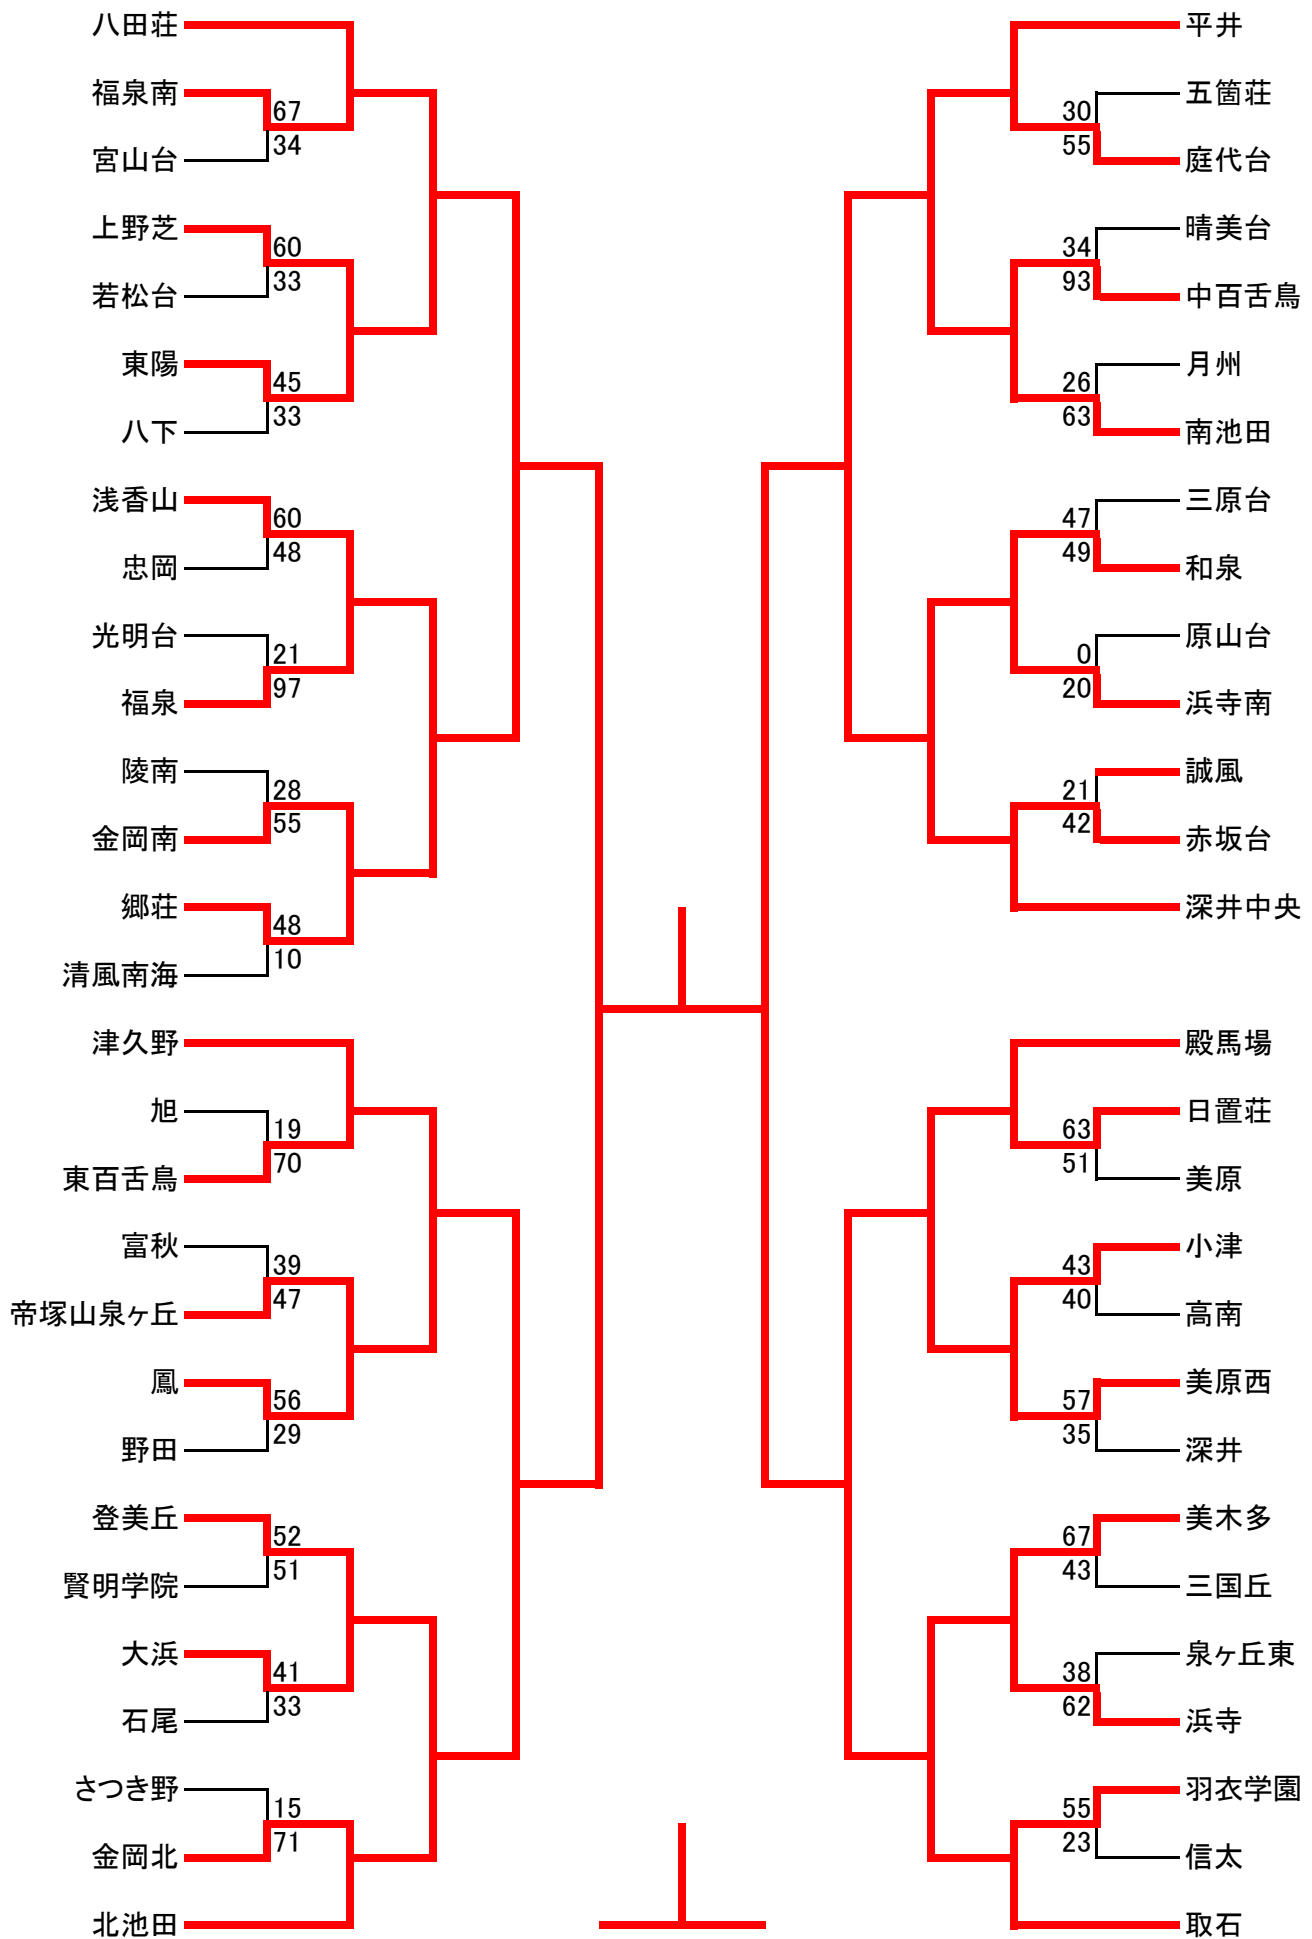 八田荘
福泉南
67
34
宮山台
上野芝
60
33
若松台
東陽
45
33
八下
浅香山
60
48
忠岡
光明台
21
97
福泉
陵南
28
55
金岡南
郷荘
48
10
清風南海
津久野
旭
19
70
東百舌鳥
富秋
39
47
帝塚山泉ヶ丘
鳳
56
29
野田
登美丘
52
51
賢明学院
大浜
41
33
石尾
さつき野
15
71
金岡北
北池田
平井
五箇荘
30
55
庭代台
晴美台
34
93
中百舌鳥
月州
26
63
南池田
三原台
47
49
和泉
原山台
0
20
浜寺南
誠風
21
42
赤坂台
深井中央
殿馬場
日置荘
63
51
美原
小津
43
40
高南
美原西
57
35
深井
美木多
67
43
三国丘
泉ヶ丘東
38
62
浜寺
羽衣学園
55
23
信太
取石